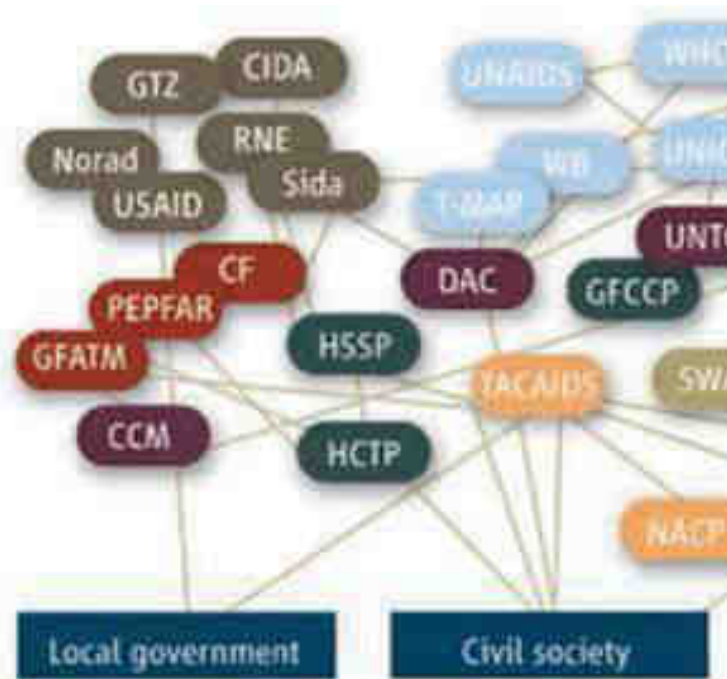 GTZ
CIDA
UNAIDS
WHO
Norad
RNE
WB
USAID
Sida
T-MAP
CF
DAC
PEPFAR
GFCCP
GFATM
HSSP
TACAIDS
CCM
HCTP
NACP
Local government
Civil society